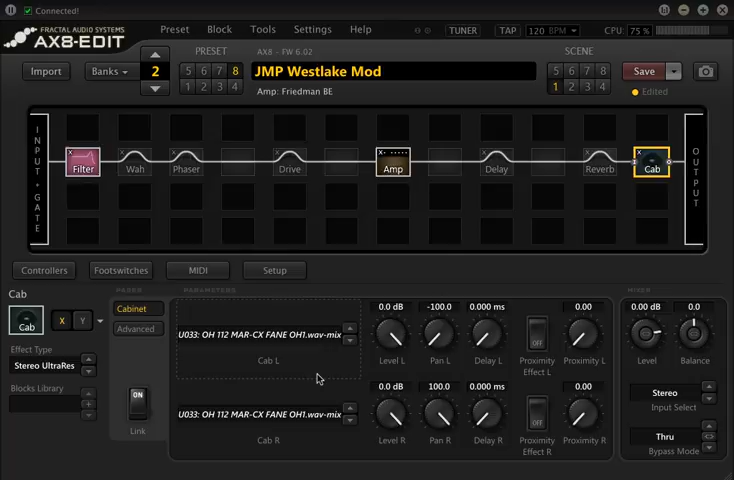 Connected!
FRACTAL AUDIO SYSTEMS
AX8-EDIT
Preset Block Tools Settings Help
TUNER TAP 120 BPM CPU: 75 %
PRESET AX8 - FW 6.02 SCENE
Import Banks 2 5 6 7 8 JMP Westlake Mod 5 6 7 8 Save
1 2 3 4 Amp: Friedman BE 1 2 3 4 Edited
INPUT + GATE
X X X X
Filter Wah Phaser Drive Amp Delay Reverb Cab
OUTPUT
Controllers Footswitches MIDI Setup
Cab PAGES PARAMETERS MIXER
Cab X Y
Effect Type
Stereo UltraRes
Blocks Library
Cabinet
Advanced
ON
Link
U033: OH 112 MAR-CX FANE OH1.wav-mix
Cab L
0.0 dB -100.0 0.000 ms OFF 0.00
Level L Pan L Delay L Proximity Effect L Proximity L
U033: OH 112 MAR-CX FANE OH1.wav-mix
Cab R
0.0 dB 100.0 0.000 ms OFF 0.00
Level R Pan R Delay R Proximity Effect R Proximity R
0.00 dB 0.0
Level Balance
Stereo
Input Select
Thru
Bypass Mode